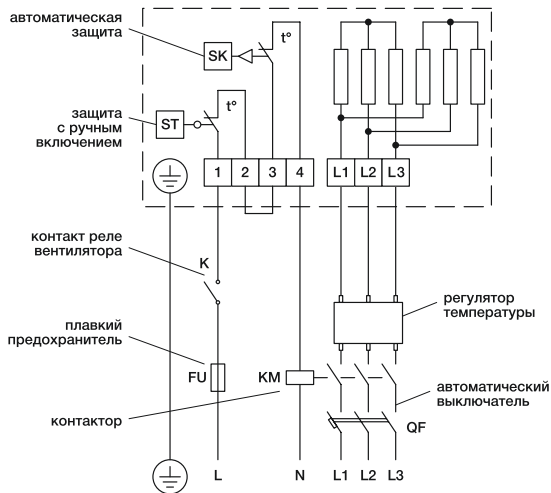 автоматическая
защита
SK
t°
защита
с ручным
включением
ST
t°
1 2 3 4 L1 L2 L3
контакт реле
вентилятора
K
регулятор
температуры
плавкий
предохранитель
FU
KM
контактор
автоматический
выключатель
QF
L N L1 L2 L3